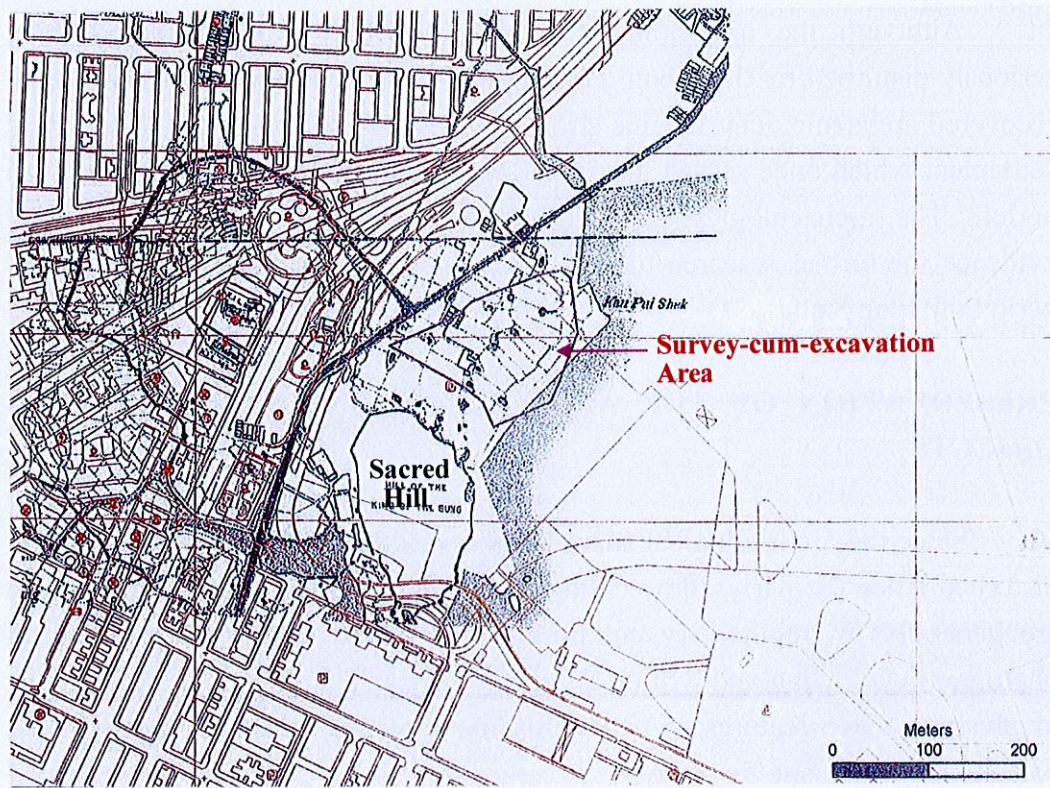 Kau Pui Shek
Survey-cum-excavation
Area
Sacred
Hill
HILL OF THE
KING OF THE SUNG
Meters
0 100 200